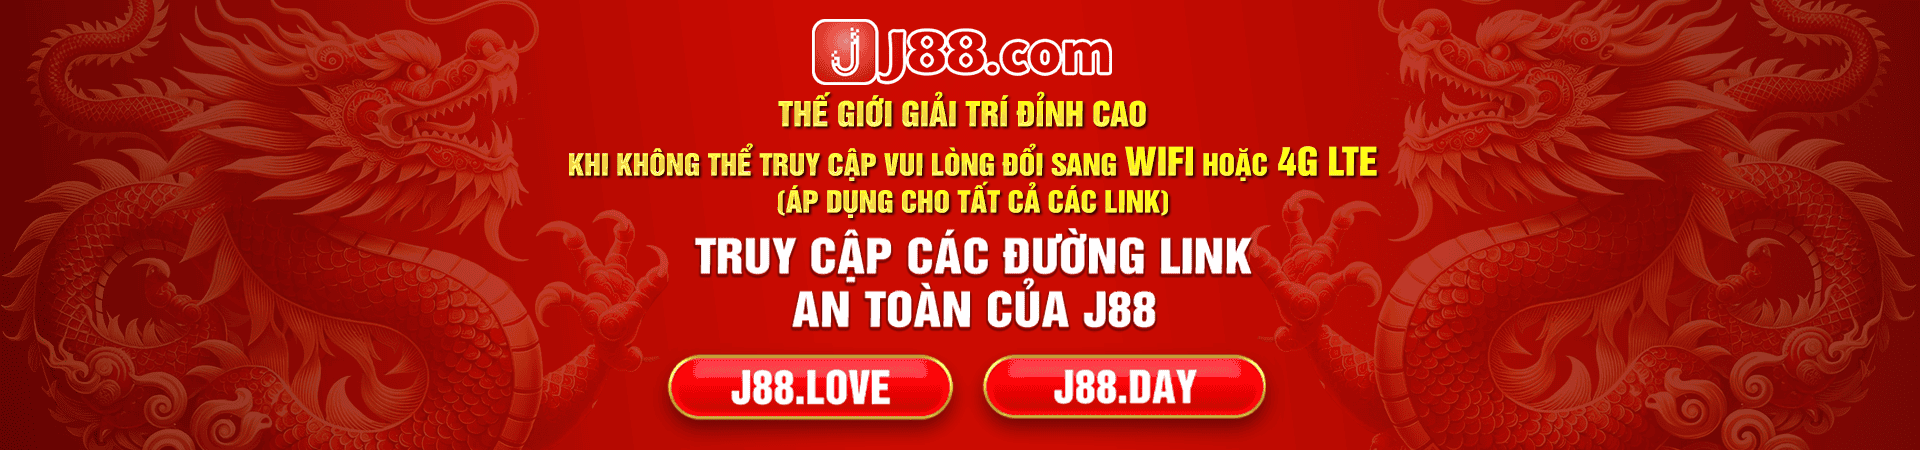 J J88.com
THẾ GIỚI GIẢI TRÍ ĐỈNH CAO
KHI KHÔNG THỂ TRUY CẬP VUI LÒNG ĐỔI SANG WIFI HOẶC 4G LTE
(ÁP DỤNG CHO TẤT CẢ CÁC LINK)
TRUY CẬP CÁC ĐƯỜNG LINK
AN TOÀN CỦA J88
J88.LOVE J88.DAY